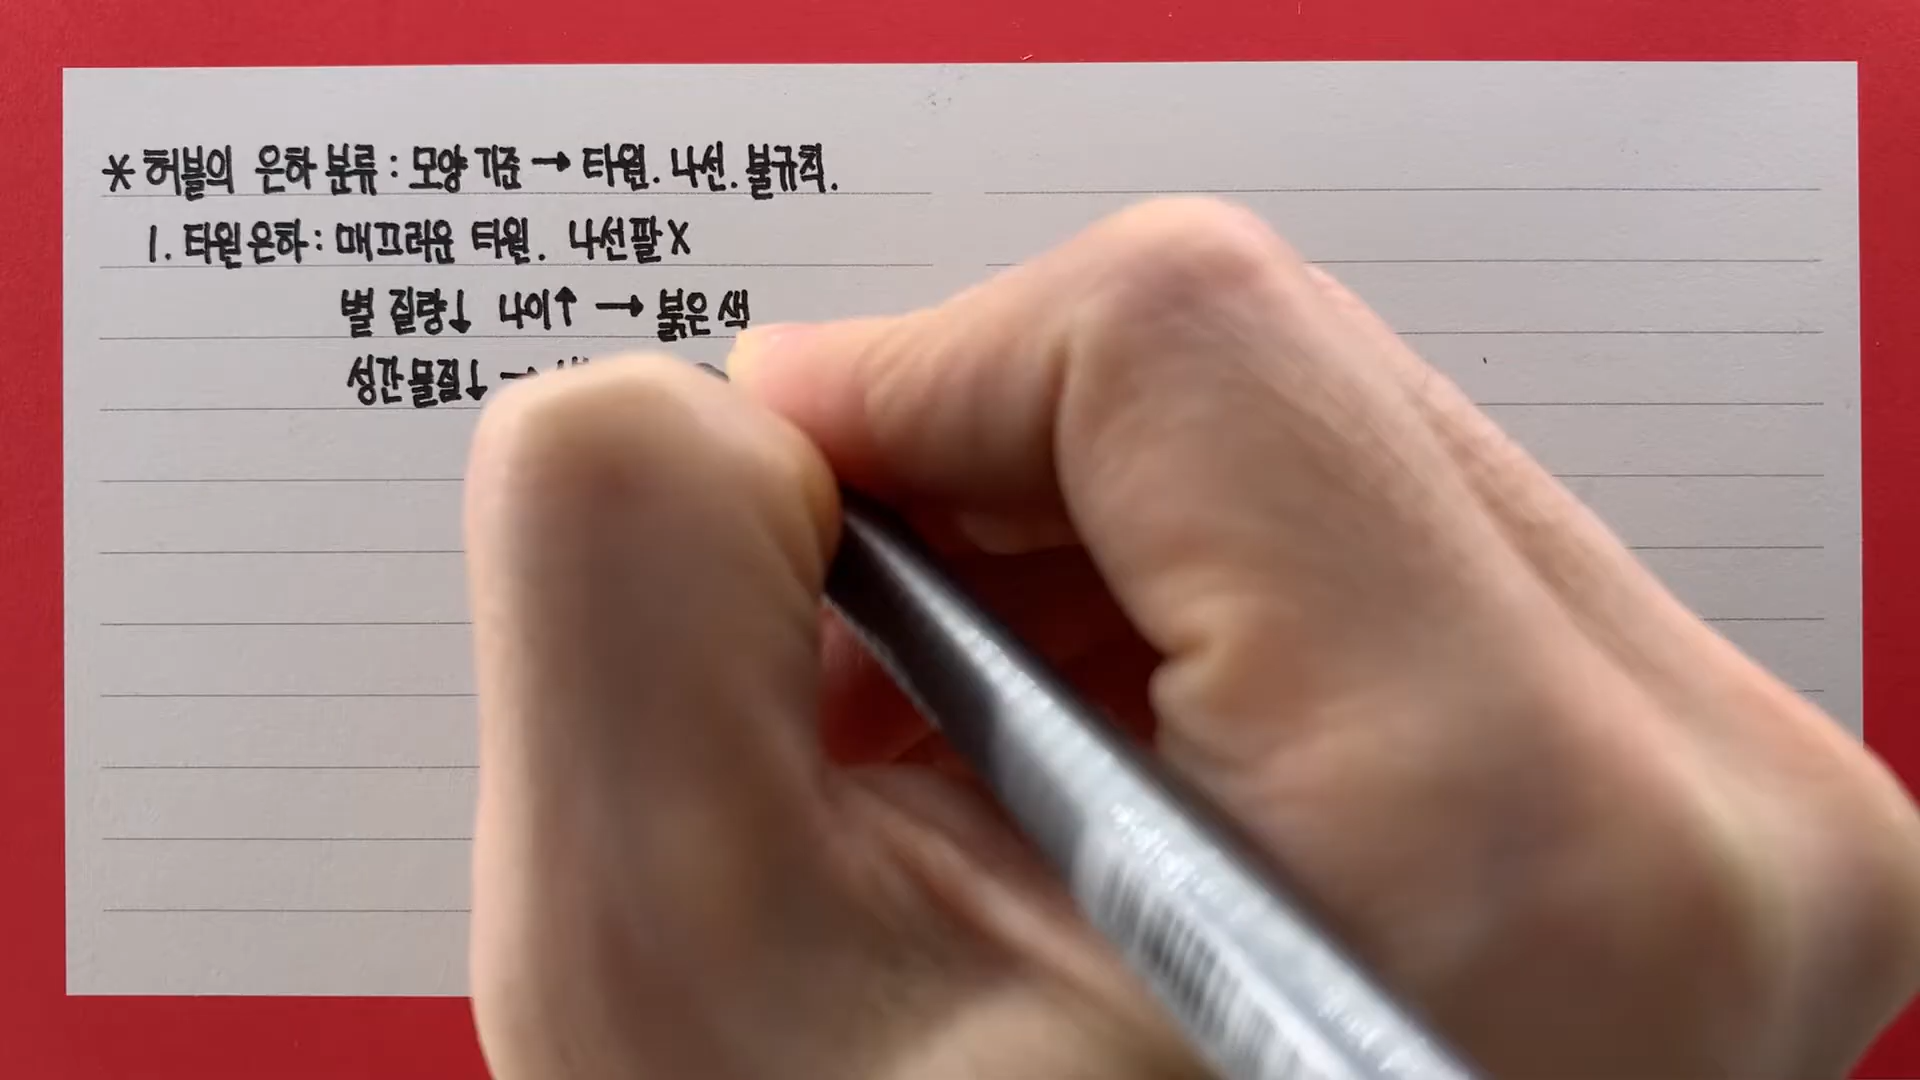 * 허블의 은하 분류 : 모양 기준 → 타원. 나선. 불규칙.
1. 타원은하 : 매끄러운 타원. 나선팔 X
별 질량↓ 나이↑ → 붉은 색
성간물질↓ →